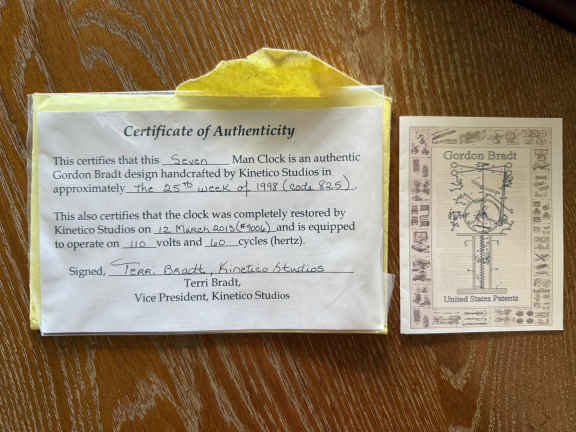 Certificate of Authenticity
This certifies that this Seven Man Clock is an authentic
Gordon Bradt design handcrafted by Kinetico Studios in
approximately the 25th week of 1998 (code 825).
This also certifies that the clock was completely restored by
Kinetico Studios on 12 March 2013 (#9006) and is equipped
to operate on 110 volts and 60 cycles (hertz).
Signed, Terri Bradt, Kinetico Studios
Terri Bradt,
Vice President, Kinetico Studios
Gordon Bradt
United States Patents